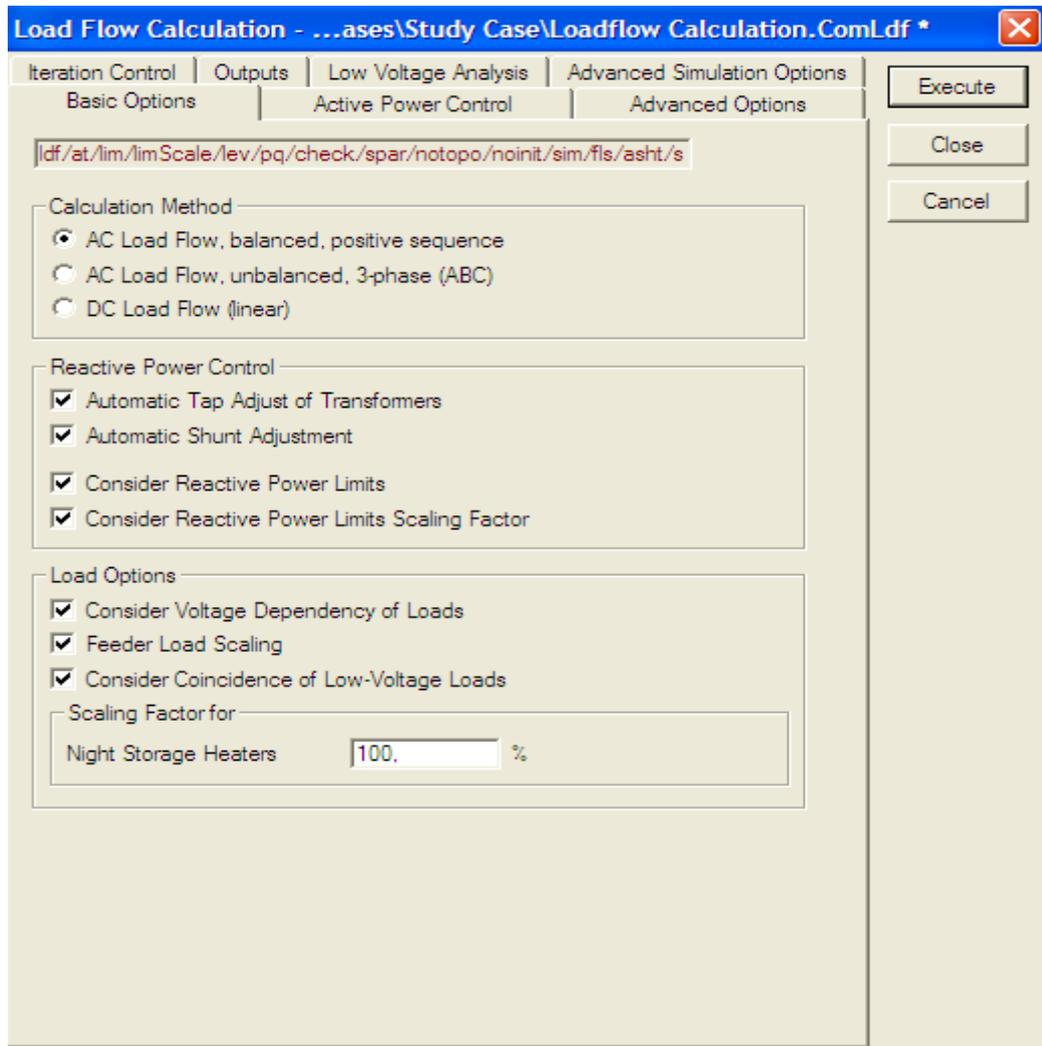 Load Flow Calculation - ...ases\Study Case\Loadflow Calculation.ComLdf *
Iteration Control Outputs Low Voltage Analysis Advanced Simulation Options
Basic Options Active Power Control Advanced Options
Execute
Close
Cancel
ldf/at/lim/limScale/lev/pq/check/spar/notopo/noinit/sim/fls/asht/s
Calculation Method
AC Load Flow, balanced, positive sequence
AC Load Flow, unbalanced, 3-phase (ABC)
DC Load Flow (linear)
Reactive Power Control
Automatic Tap Adjust of Transformers
Automatic Shunt Adjustment
Consider Reactive Power Limits
Consider Reactive Power Limits Scaling Factor
Load Options
Consider Voltage Dependency of Loads
Feeder Load Scaling
Consider Coincidence of Low-Voltage Loads
Scaling Factor for
Night Storage Heaters 100, %